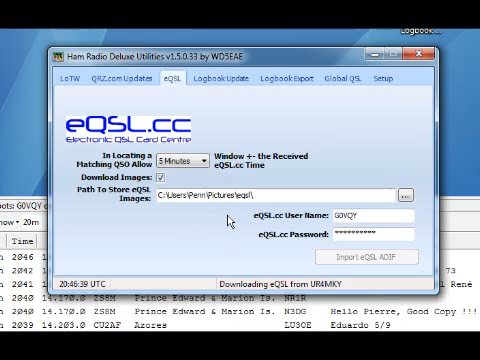 Logbook ...
Ham Radio Deluxe Utilities v1.5.0.33 by WD5EAE
LoTW QRZ.com Updates eQSL Logbook Update Logbook Export Global QSL Setup
eQSL.cc
Electronic QSL Card Centre
In Locating a Matching QSO Allow 5 Minutes Window +- the Received eQSL.cc Time
Download Images:
Path To Store eQSL Images: C:\Users\Penn\Pictures\eqsl\ ...
eQSL.cc User Name: G0VQY
eQSL.cc Password: **********
Import eQSL ADIF
20:46:39 UTC Downloading eQSL from UR4MKY
pots: G0VQY
how 20m
Time
2046
2042 73
2041 René
2040 14.170.0 ZS8M Prince Edward & Marion Is. NR1R
2040 14.170.0 ZS8M Prince Edward & Marion Is. N3DG Hello Pierre, Good Copy !!!
2039 14.203.0 CU2AF Azores LU3OE Eduardo 5/9